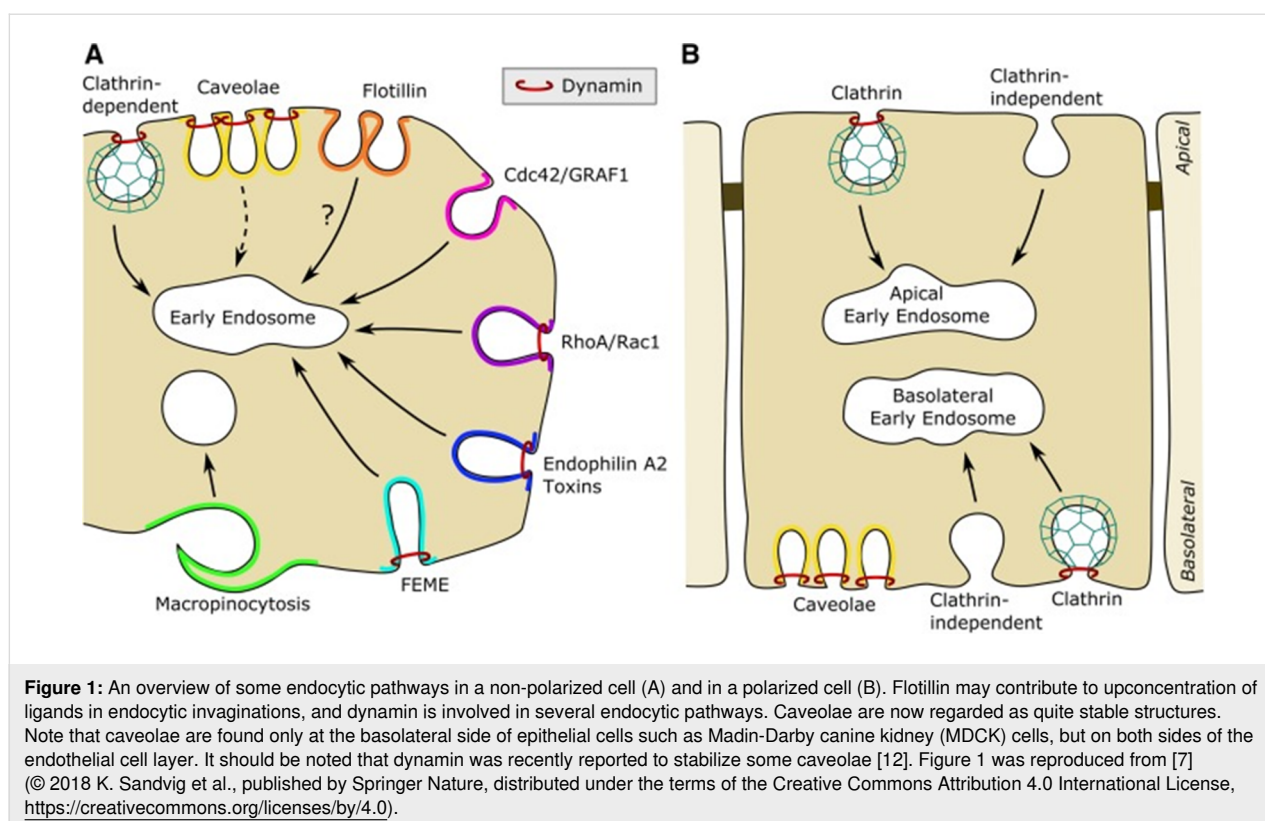 A
B
Clathrin-
dependent
Caveolae
Flotillin
Dynamin
Cdc42/GRAF1
?
Early Endosome
RhoA/Rac1
Endophilin A2
Toxins
FEME
Macropinocytosis
Clathrin
Clathrin-
independent
Apical
Apical
Early Endosome
Basolateral
Early Endosome
Basolateral
Caveolae
Clathrin-
independent
Clathrin
Figure 1: An overview of some endocytic pathways in a non-polarized cell (A) and in a polarized cell (B). Flotillin may contribute to upconcentration of
ligands in endocytic invaginations, and dynamin is involved in several endocytic pathways. Caveolae are now regarded as quite stable structures.
Note that caveolae are found only at the basolateral side of epithelial cells such as Madin-Darby canine kidney (MDCK) cells, but on both sides of the
endothelial cell layer. It should be noted that dynamin was recently reported to stabilize some caveolae [12]. Figure 1 was reproduced from [7]
(© 2018 K. Sandvig et al., published by Springer Nature, distributed under the terms of the Creative Commons Attribution 4.0 International License,
https://creativecommons.org/licenses/by/4.0).